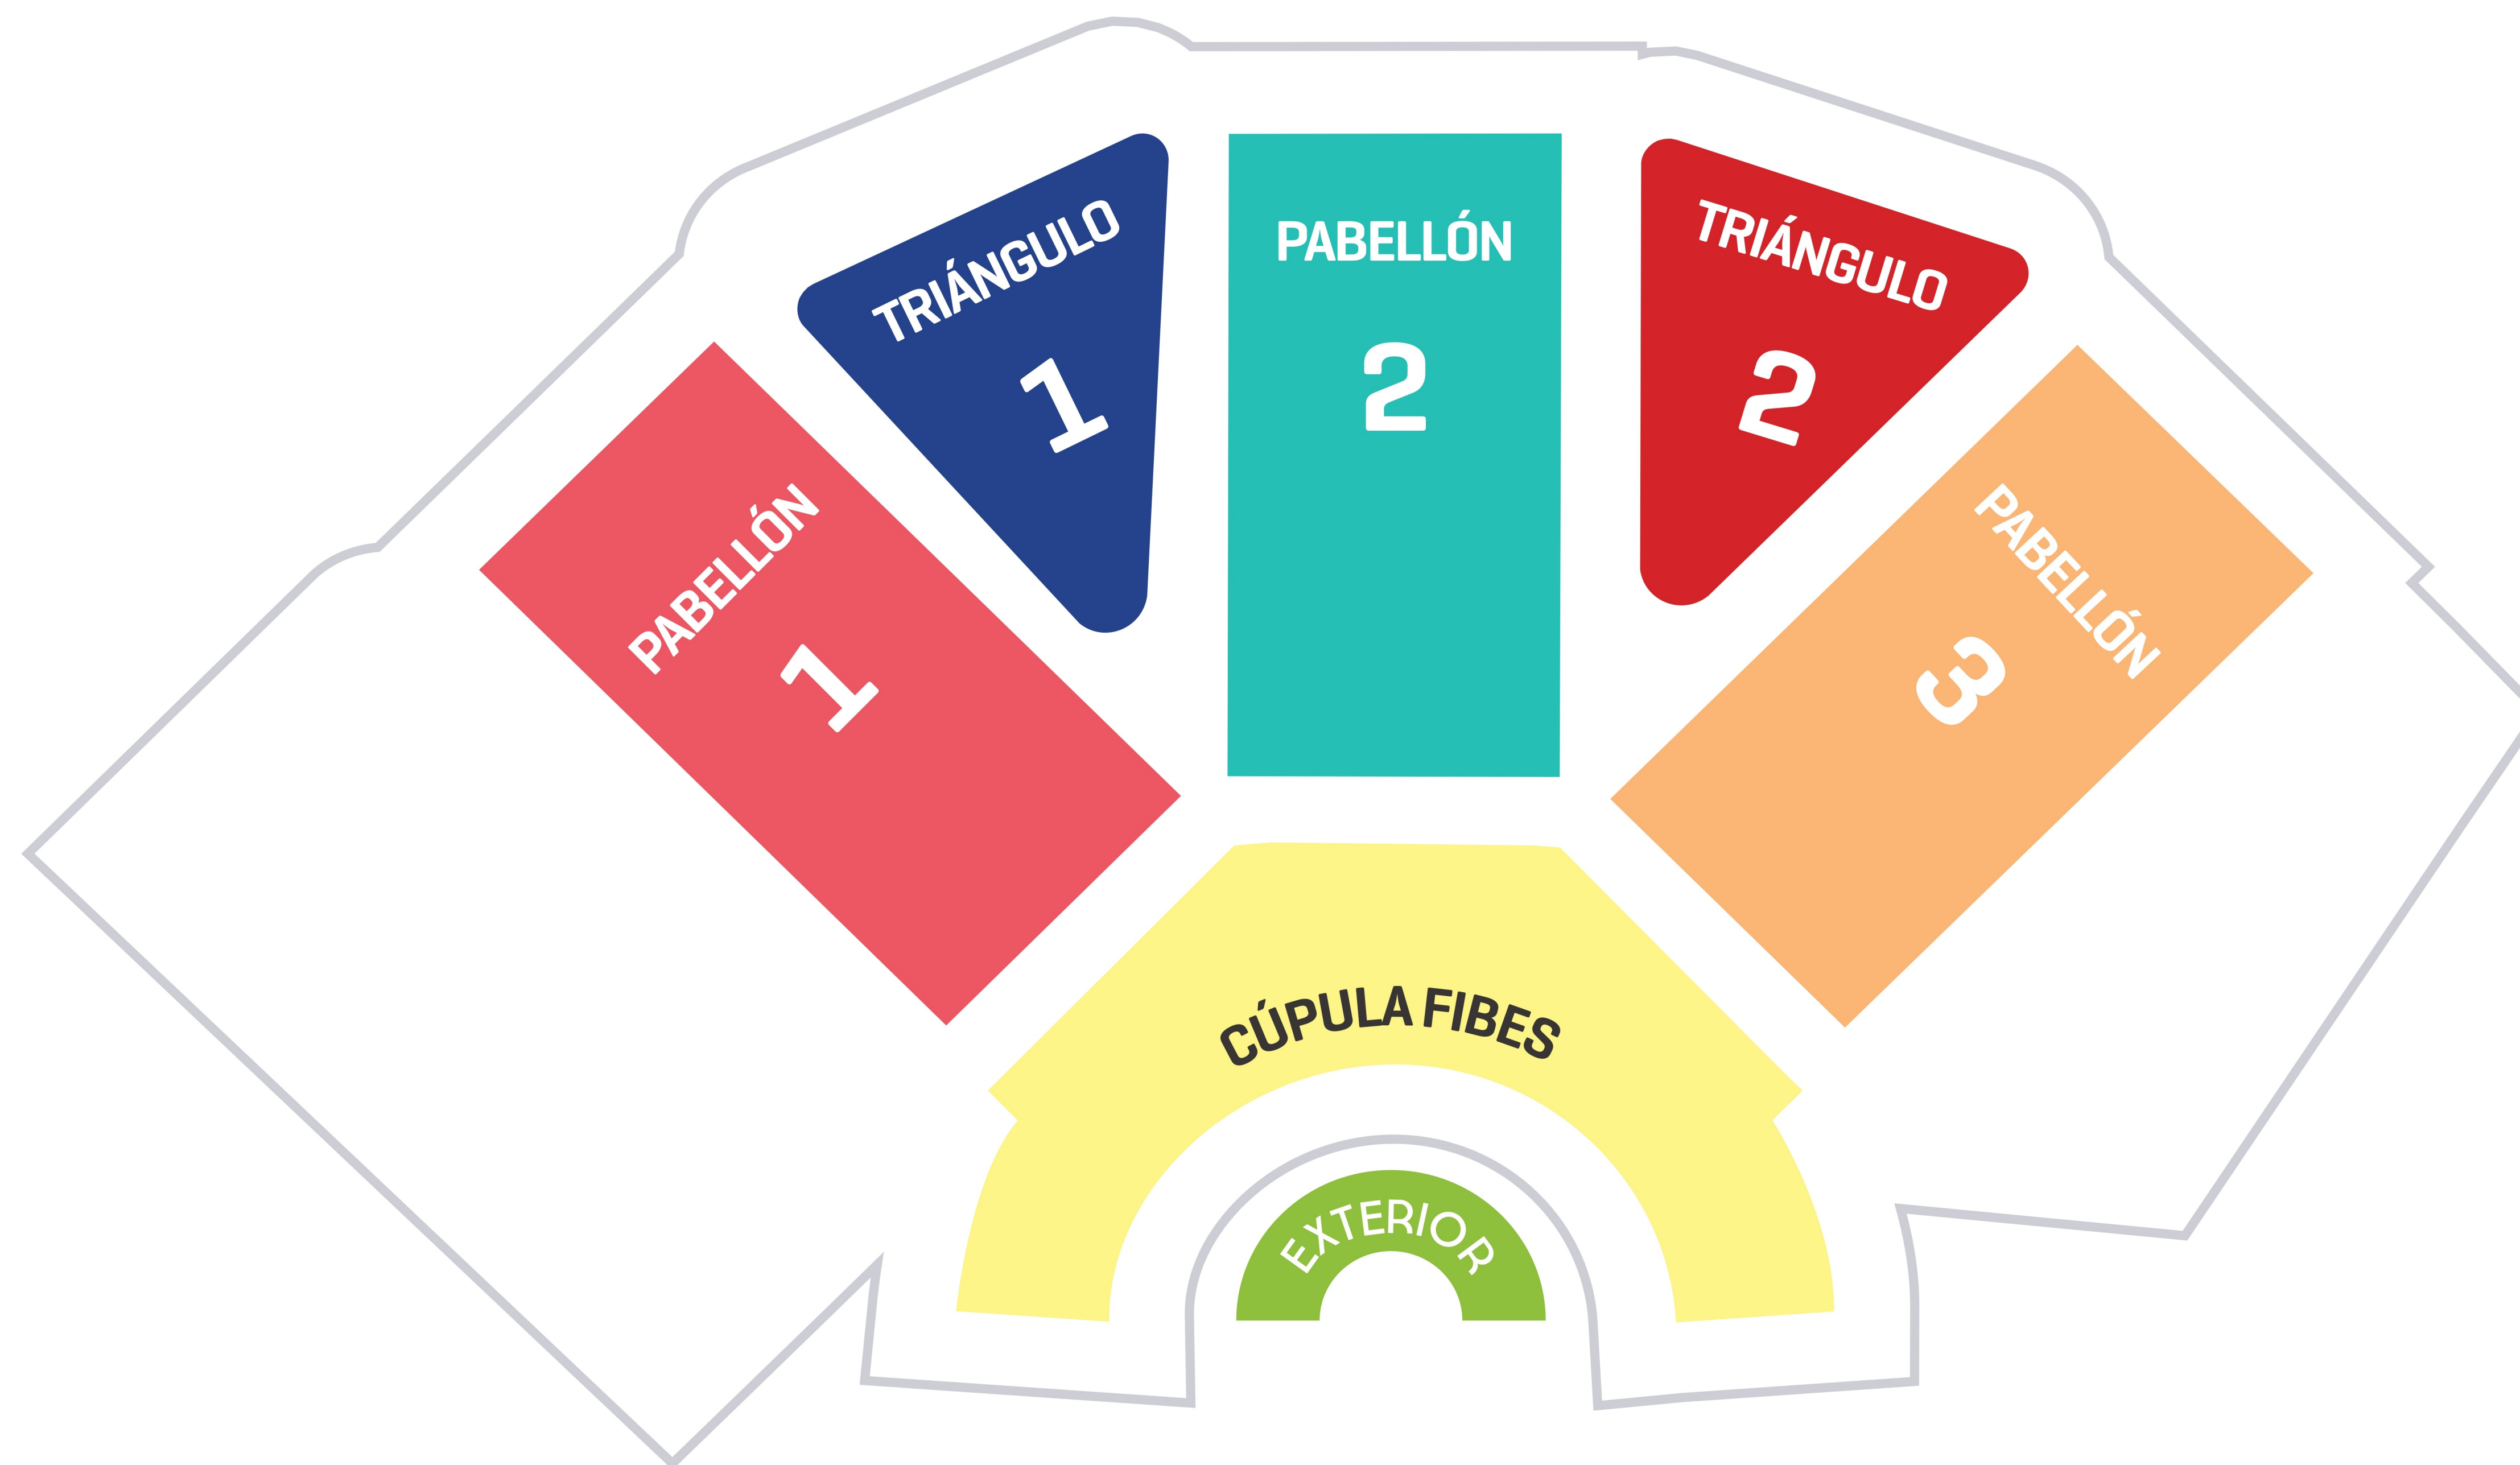 TRIÁNGULO
1
PABELLÓN
2
TRIÁNGULO
2
PABELLÓN
1
PABELLÓN
3
CÚPULA FIBES
EXTERIOR